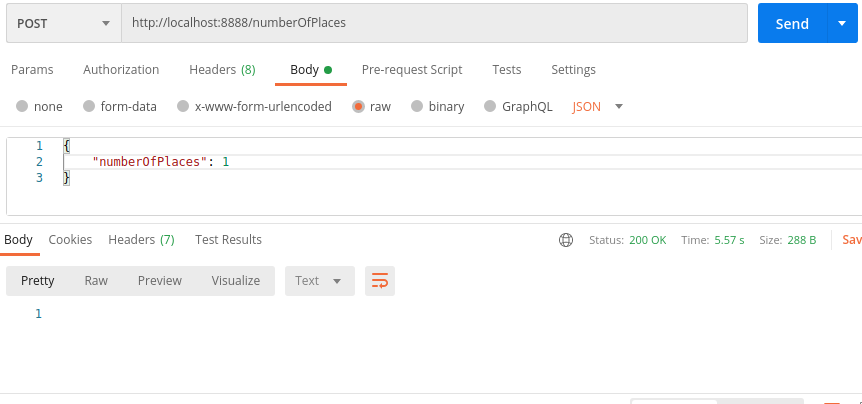 POST http://localhost:8888/numberOfPlaces Send
Params Authorization Headers (8) Body Pre-request Script Tests Settings
none form-data x-www-form-urlencoded raw binary GraphQL JSON
1 {
2 "numberOfPlaces": 1
3 }
Body Cookies Headers (7) Test Results Status: 200 OK Time: 5.57 s Size: 288 B Sav
Pretty Raw Preview Visualize Text
1